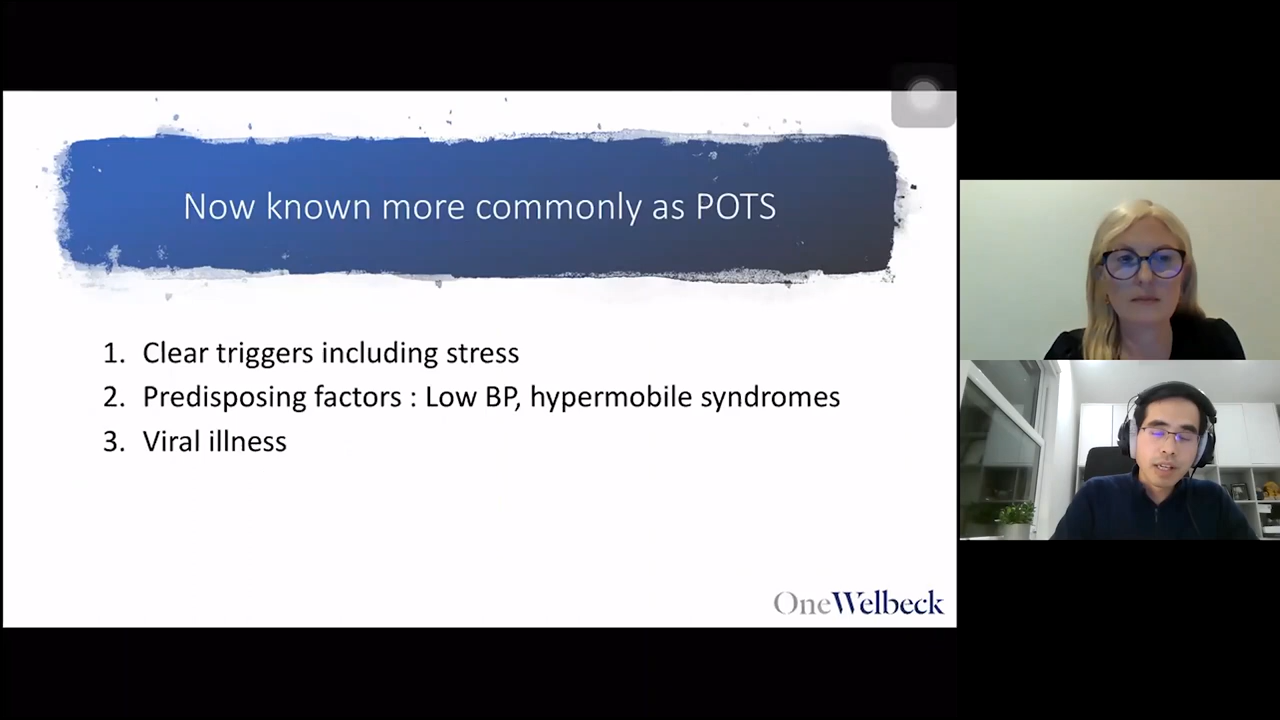 Now known more commonly as POTS
1. Clear triggers including stress
2. Predisposing factors : Low BP, hypermobile syndromes
3. Viral illness
OneWelbeck